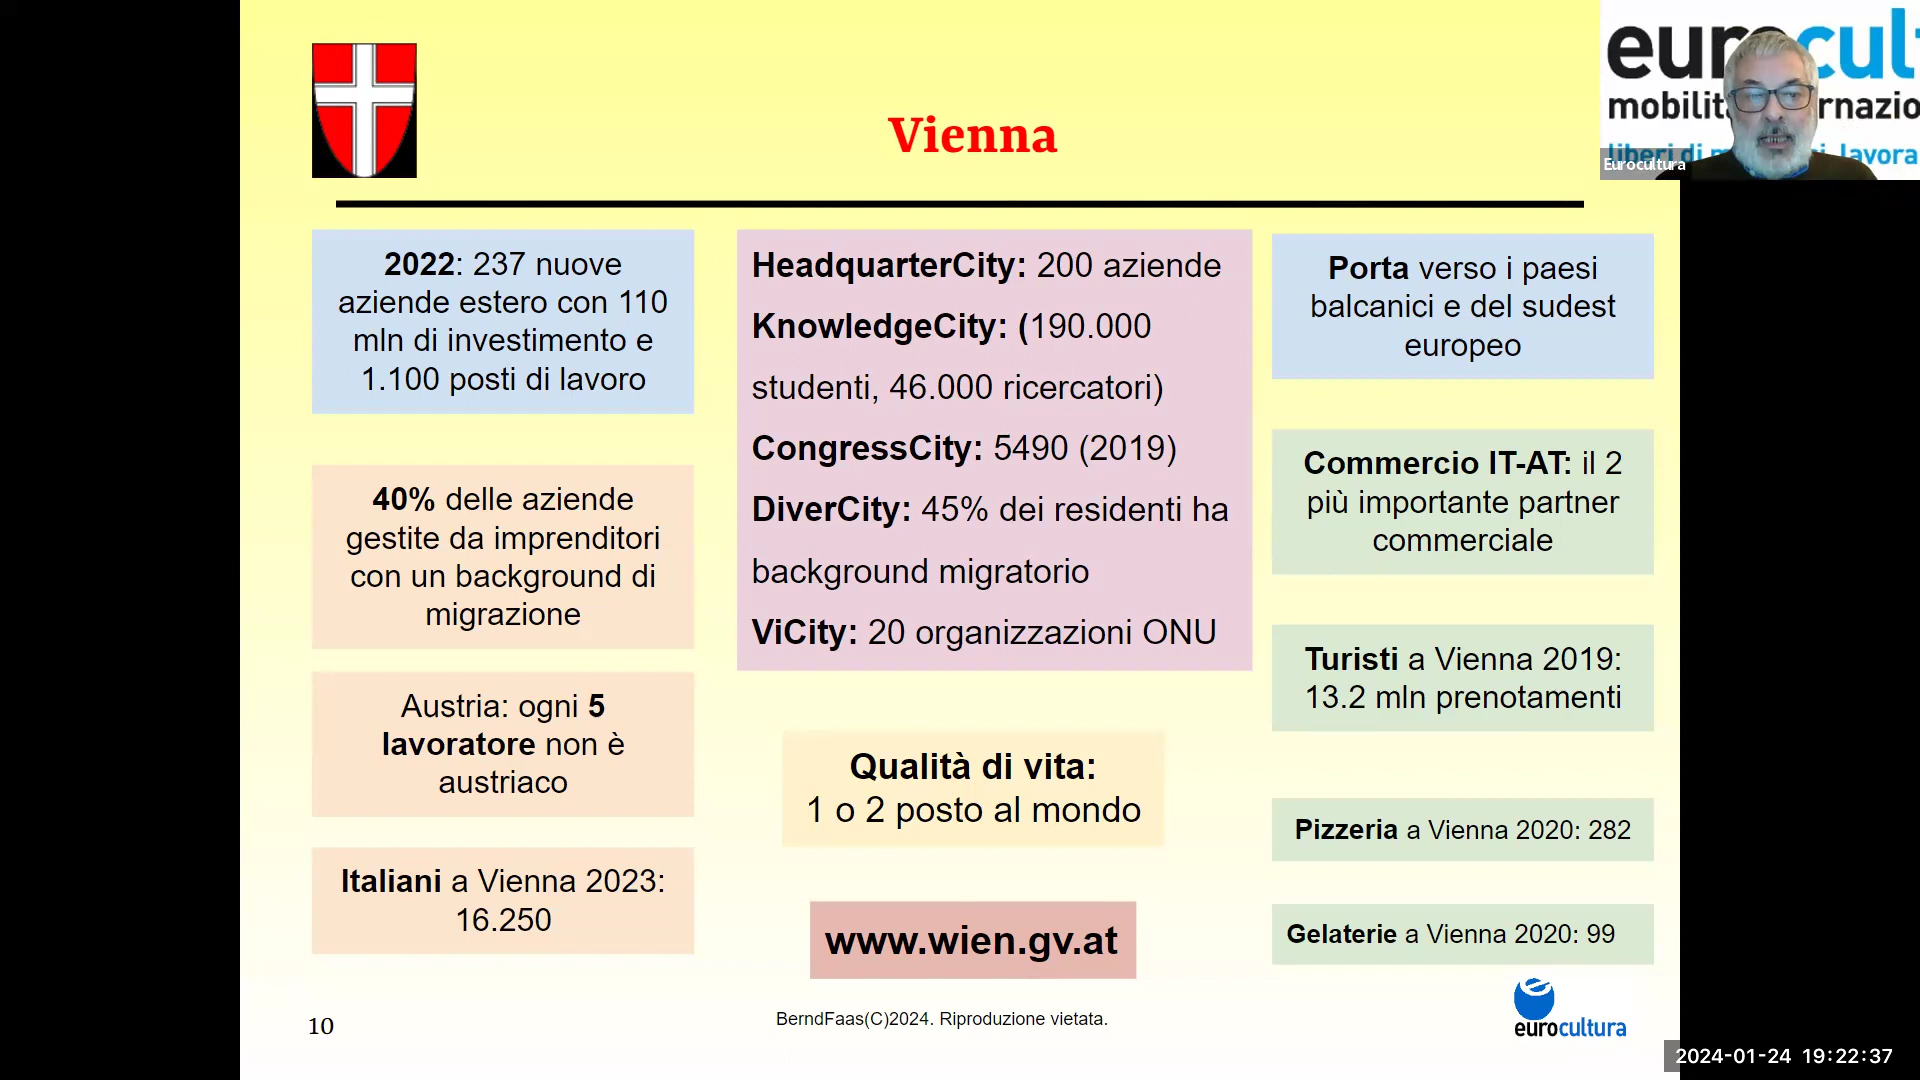 Vienna
2022: 237 nuove
aziende estero con 110
mln di investimento e
1.100 posti di lavoro
40% delle aziende
gestite da imprenditori
con un background di
migrazione
Austria: ogni 5
lavoratore non è
austriaco
Italiani a Vienna 2023:
16.250
HeadquarterCity: 200 aziende
KnowledgeCity: (190.000
studenti, 46.000 ricercatori)
CongressCity: 5490 (2019)
DiverCity: 45% dei residenti ha
background migratorio
ViCity: 20 organizzazioni ONU
Qualità di vita:
1 o 2 posto al mondo
www.wien.gv.at
Porta verso i paesi
balcanici e del sudest
europeo
Commercio IT-AT: il 2
più importante partner
commerciale
Turisti a Vienna 2019:
13.2 mln prenotamenti
Pizzeria a Vienna 2020: 282
Gelaterie a Vienna 2020: 99
10
BerndFaas(C)2024. Riproduzione vietata.
eurocultura
Eurocultura
liberi di
lavora
2024-01-24 19:22:37